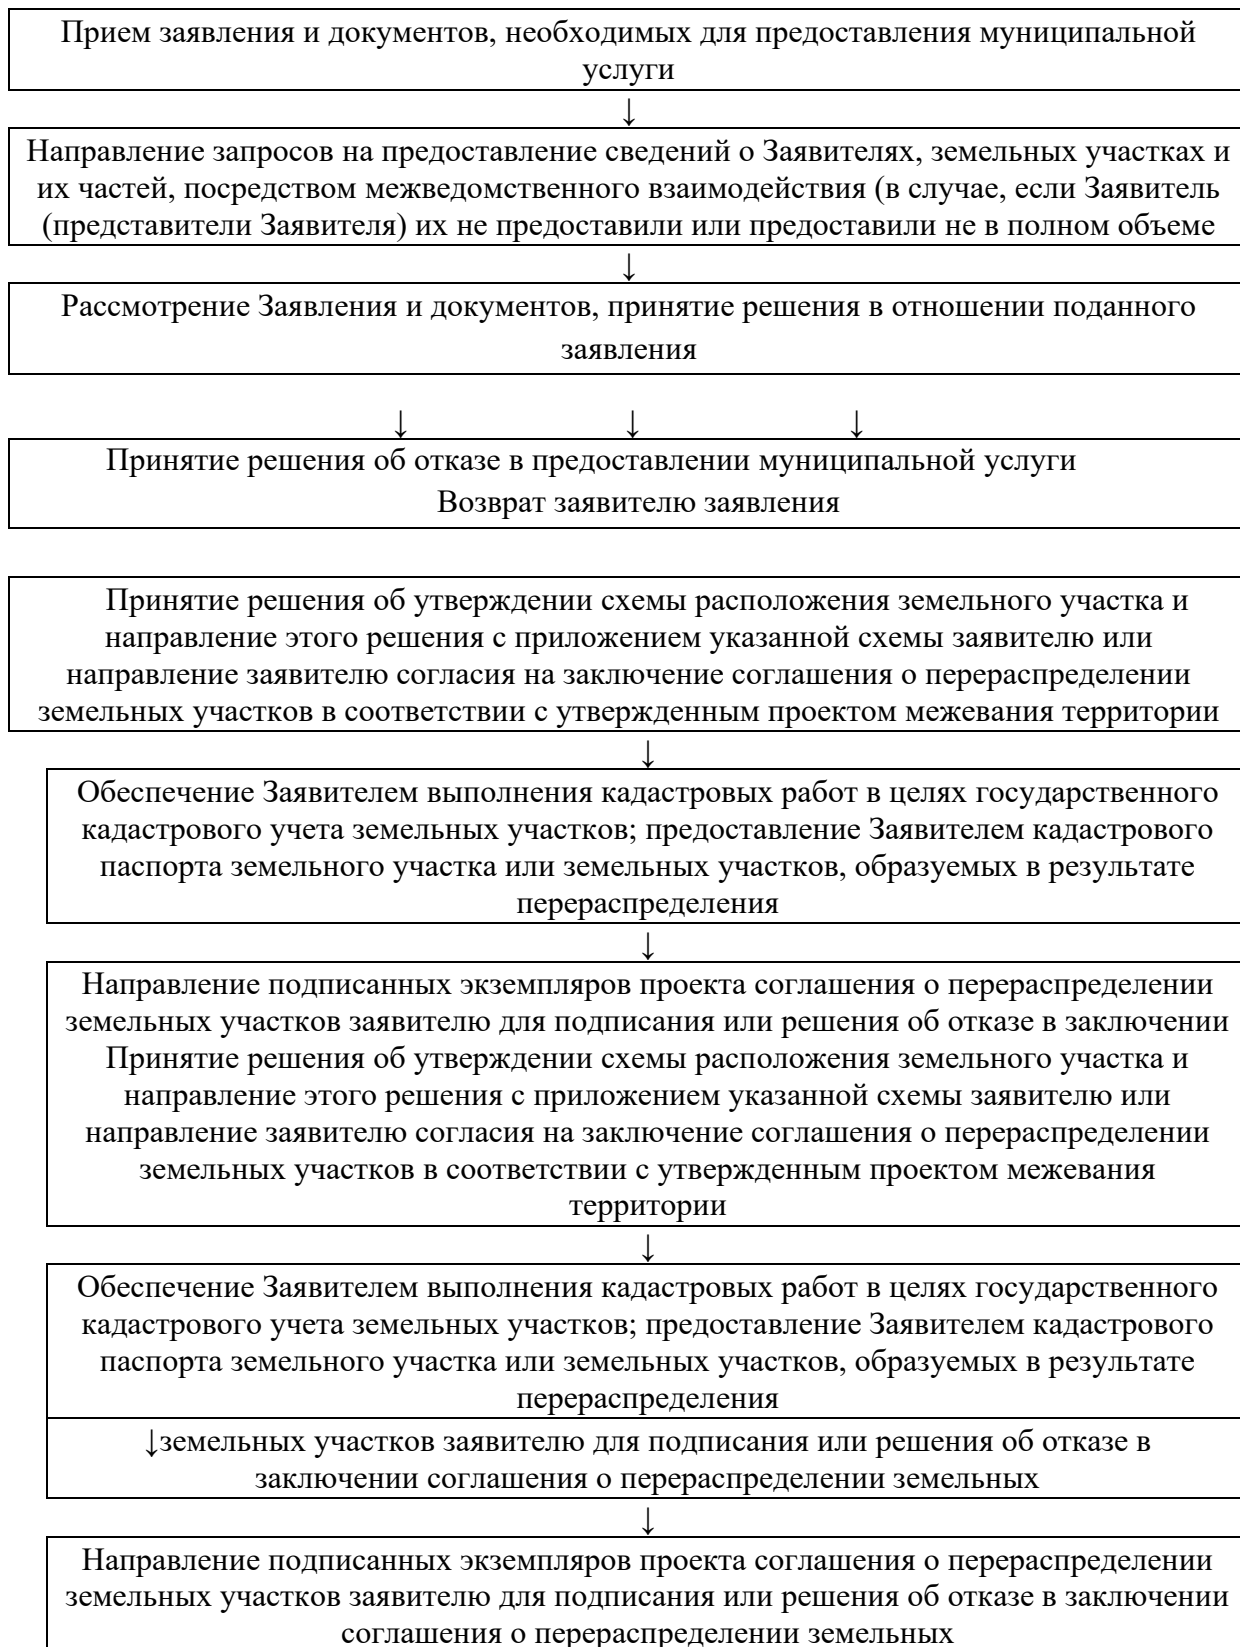 Прием заявления и документов, необходимых для предоставления муниципальной
услуги
↓
Направление запросов на предоставление сведений о Заявителях, земельных участках и
их частей, посредством межведомственного взаимодействия (в случае, если Заявитель
(представители Заявителя) их не предоставили или предоставили не в полном объеме
↓
Рассмотрение Заявления и документов, принятие решения в отношении поданного
заявления
↓ ↓ ↓
Принятие решения об отказе в предоставлении муниципальной услуги
Возврат заявителю заявления
Принятие решения об утверждении схемы расположения земельного участка и
направление этого решения с приложением указанной схемы заявителю или
направление заявителю согласия на заключение соглашения о перераспределении
земельных участков в соответствии с утвержденным проектом межевания территории
↓
Обеспечение Заявителем выполнения кадастровых работ в целях государственного
кадастрового учета земельных участков; предоставление Заявителем кадастрового
паспорта земельного участка или земельных участков, образуемых в результате
перераспределения
↓
Направление подписанных экземпляров проекта соглашения о перераспределении
земельных участков заявителю для подписания или решения об отказе в заключении
Принятие решения об утверждении схемы расположения земельного участка и
направление этого решения с приложением указанной схемы заявителю или
направление заявителю согласия на заключение соглашения о перераспределении
земельных участков в соответствии с утвержденным проектом межевания
территории
↓
Обеспечение Заявителем выполнения кадастровых работ в целях государственного
кадастрового учета земельных участков; предоставление Заявителем кадастрового
паспорта земельного участка или земельных участков, образуемых в результате
перераспределения
↓земельных участков заявителю для подписания или решения об отказе в
заключении соглашения о перераспределении земельных
↓
Направление подписанных экземпляров проекта соглашения о перераспределении
земельных участков заявителю для подписания или решения об отказе в заключении
соглашения о перераспределении земельных